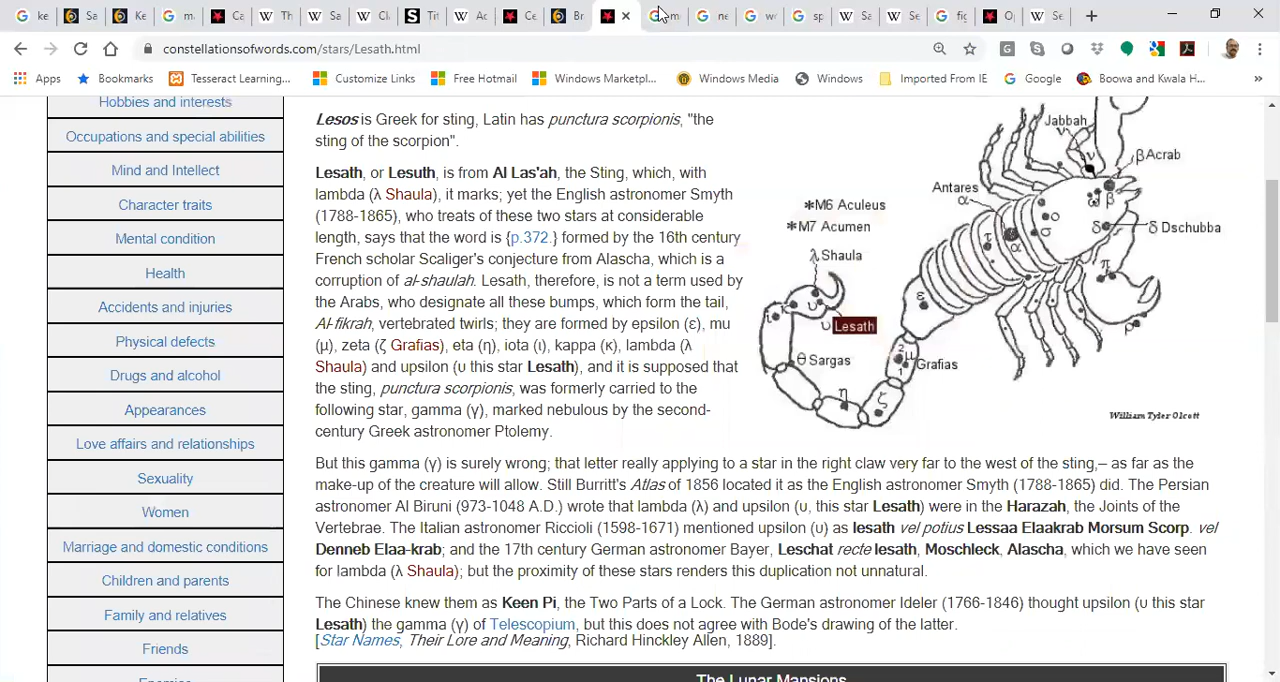 ke
Sa
Ke
m
Ca
Th
Sa
Cl
Tit
Ac
Ce
Br
m
ne
w
sp
Sa
Se
fig
O
Se
constellationsofwords.com/stars/Lesath.html
Apps
Bookmarks
Tesseract Learning...
Customize Links
Free Hotmail
Windows Marketpl...
Windows Media
Windows
Imported From IE
Google
Boowa and Kwala H...
»
Hobbies and interests
Occupations and special abilities
Mind and Intellect
Character traits
Mental condition
Health
Accidents and injuries
Physical defects
Drugs and alcohol
Appearances
Love affairs and relationships
Sexuality
Women
Marriage and domestic conditions
Children and parents
Family and relatives
Friends
Lesos is Greek for sting, Latin has punctura scorpionis, "the
sting of the scorpion".
Lesath, or Lesuth, is from Al Las'ah, the Sting, which, with
lambda (λ Shaula), it marks; yet the English astronomer Smyth
(1788-1865), who treats of these two stars at considerable
length, says that the word is {p.372.} formed by the 16th century
French scholar Scaliger's conjecture from Alascha, which is a
corruption of al-shaulah. Lesath, therefore, is not a term used by
the Arabs, who designate all these bumps, which form the tail,
Al-fikrah, vertebrated twirls; they are formed by epsilon (ε), mu
(μ), zeta (ζ Grafias), eta (η), iota (ι), kappa (κ), lambda (λ
Shaula) and upsilon (υ this star Lesath), and it is supposed that
the sting, punctura scorpionis, was formerly carried to the
following star, gamma (γ), marked nebulous by the second-
century Greek astronomer Ptolemy.
Jabbah
ν
ν
β Acrab
Antares
α
β
δ
δ Dschubba
σ
σ
α
τ
π
ρ
*M6 Aculeus
*M7 Acumen
λ Shaula
υ
υ Lesath
ε
θ Sargas
2
μ
1
Grafias
η
ζ
William Tyler Olcott
But this gamma (γ) is surely wrong; that letter really applying to a star in the right claw very far to the west of the sting,– as far as the
make-up of the creature will allow. Still Burritt's Atlas of 1856 located it as the English astronomer Smyth (1788-1865) did. The Persian
astronomer Al Biruni (973-1048 A.D.) wrote that lambda (λ) and upsilon (υ, this star Lesath) were in the Harazah, the Joints of the
Vertebrae. The Italian astronomer Riccioli (1598-1671) mentioned upsilon (υ) as lesath vel potius Lessaa Elaakrab Morsum Scorp. vel
Denneb Elaa-krab; and the 17th century German astronomer Bayer, Leschat recte lesath, Moschleck, Alascha, which we have seen
for lambda (λ Shaula); but the proximity of these stars renders this duplication not unnatural.
The Chinese knew them as Keen Pi, the Two Parts of a Lock. The German astronomer Ideler (1766-1846) thought upsilon (υ this star
Lesath) the gamma (γ) of Telescopium, but this does not agree with Bode's drawing of the latter.
[Star Names, Their Lore and Meaning, Richard Hinckley Allen, 1889].
The Lunar Mansions